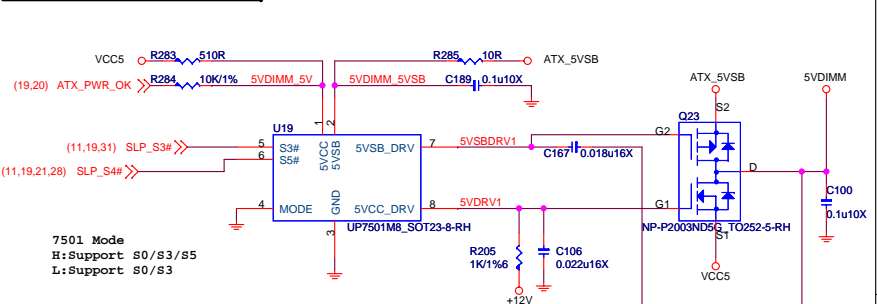 VCC5 R283 510R R285 10R ATX_5VSB
(19,20) ATX_PWR_OK R284 10K/1% 5VDIMM_5V 5VDIMM_5VSB C189 0.1u10X
ATX_5VSB 5VDIMM
U19 1 2 Q23 S2
(11,19,31) SLP_S3# 5 S3# 5VCC 5VSB 5VSB_DRV 7 5VSBDRV1 G2
6 S5# C167 0.018u16X
(11,19,21,28) SLP_S4# D
4 MODE GND 5VCC_DRV 8 5VDRV1 G1 C100
0.1u10X
3 UP7501M8_SOT23-8-RH NP-P2003ND5G_TO252-5-RH
S1
7501 Mode
H:Support S0/S3/S5
L:Support S0/S3
R205 C106
1K/1%6 0.022u16X
VCC5
+12V